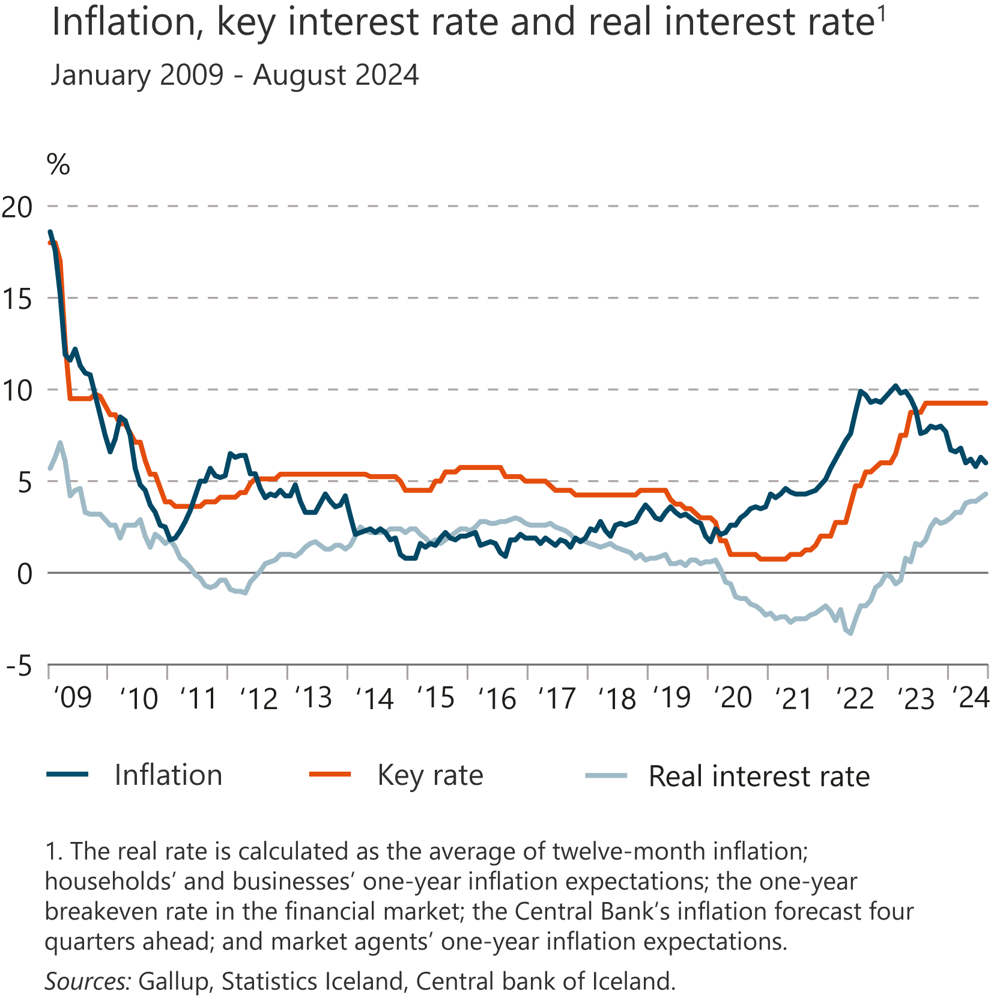 Inflation, key interest rate and real interest rate¹
January 2009 - August 2024
%
20
15
10
5
0
-5
‘09 ‘10 ‘11 ‘12 ‘13 ‘14 ‘15 ‘16 ‘17 ‘18 ‘19 ‘20 ‘21 ‘22 ‘23 ‘24
Inflation Key rate Real interest rate
1. The real rate is calculated as the average of twelve-month inflation;
households’ and businesses’ one-year inflation expectations; the one-year
breakeven rate in the financial market; the Central Bank’s inflation forecast four
quarters ahead; and market agents’ one-year inflation expectations.
Sources: Gallup, Statistics Iceland, Central bank of Iceland.